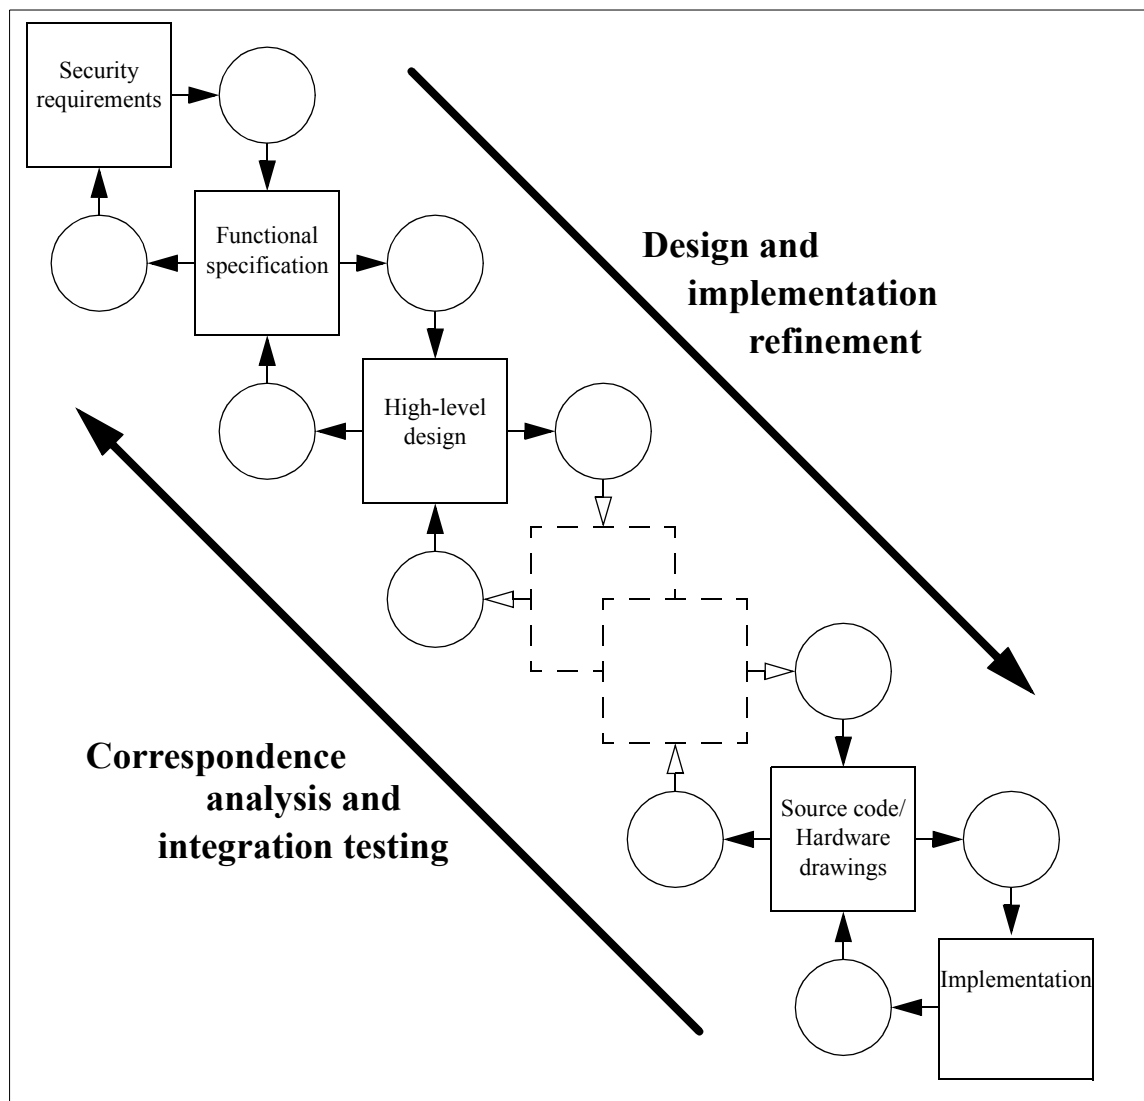 Security
requirements
Functional
specification
Design and
implementation
refinement
High-level
design
Correspondence
analysis and
integration testing
Source code/
Hardware
drawings
Implementation